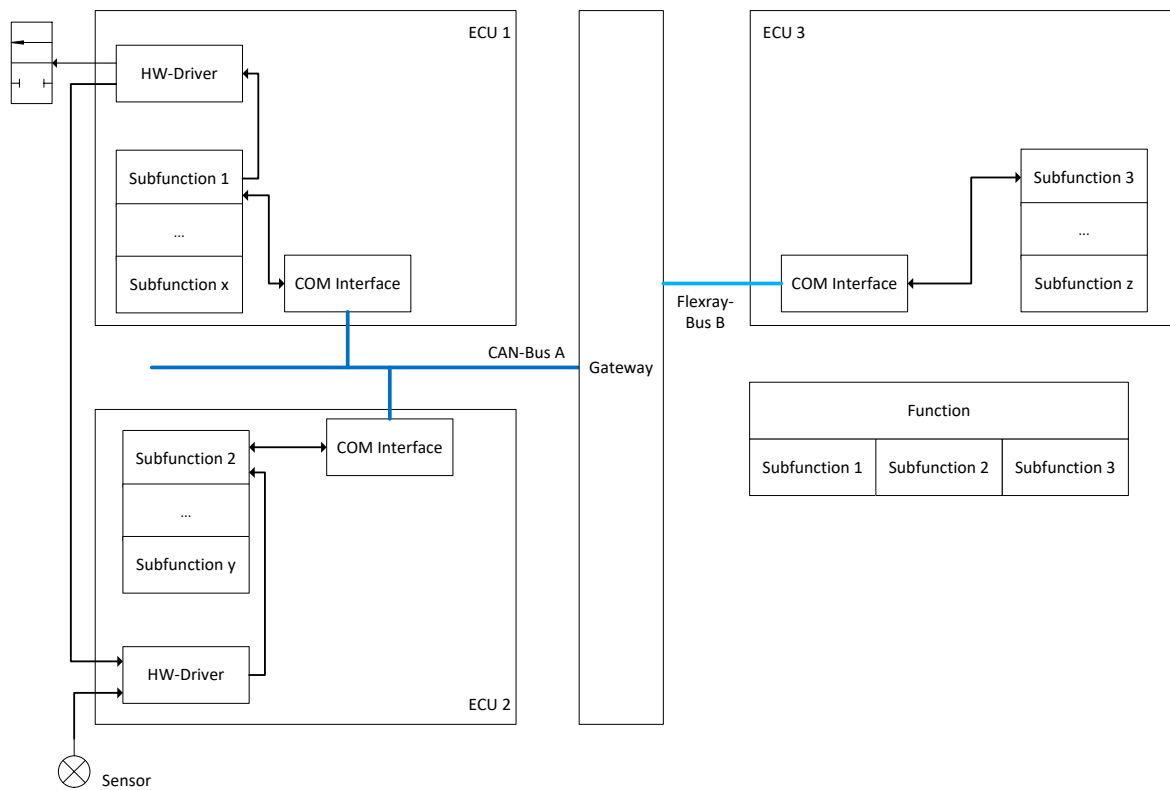 ECU 1
HW-Driver
Subfunction 1
...
Subfunction x
COM Interface
CAN-Bus A
COM Interface
Subfunction 2
...
Subfunction y
HW-Driver
ECU 2
Sensor
Gateway
Flexray-
Bus B
ECU 3
Subfunction 3
...
Subfunction z
COM Interface
Function
Subfunction 1
Subfunction 2
Subfunction 3